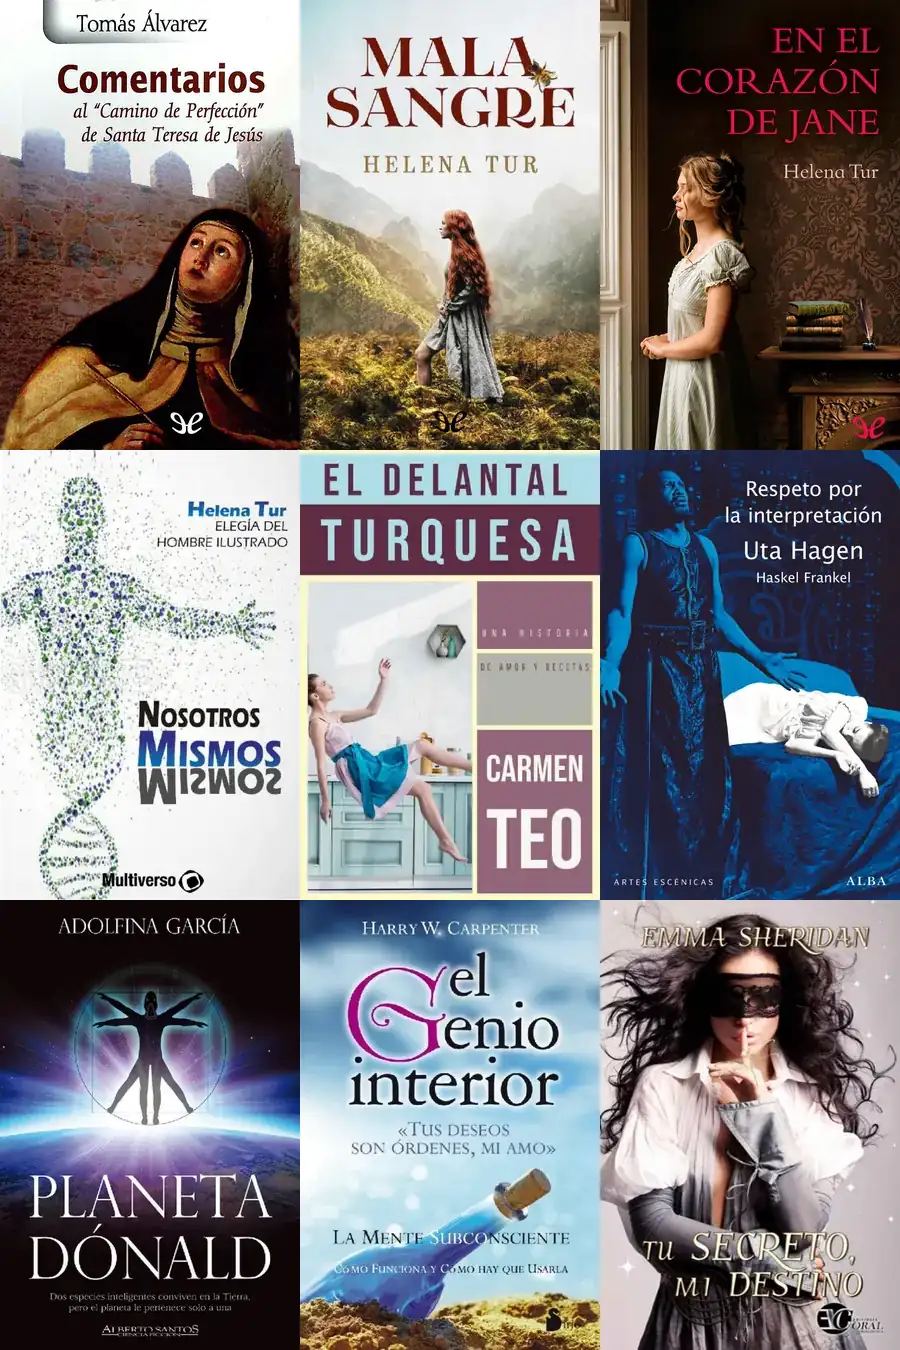 Tomás Álvarez
Comentarios
al "Camino de Perfección"
de Santa Teresa de Jesús
MALA
SANGRE
HELENA TUR
EN EL
CORAZÓN
DE JANE
Helena Tur
Helena Tur
ELEGÍA DEL
HOMBRE ILUSTRADO
NOSOTROS
MISMOS
MISMOS
Multiverso
EL DELANTAL
TURQUESA
UNA HISTORIA
DE AMOR Y RECETAS
CARMEN
TEO
Respeto por
la interpretación
Uta Hagen
Haskel Frankel
ARTES ESCÉNICAS
ALBA
ADOLFINA GARCÍA
PLANETA
DÓNALD
Dos especies inteligentes conviven en la Tierra,
pero el planeta le pertenece solo a una
ALBERTO SANTOS
CIENCIA FICCIÓN
HARRY W. CARPENTER
el
Genio
interior
«TUS DESEOS
SON ÓRDENES, MI AMO»
LA MENTE SUBCONSCIENTE
CÓMO FUNCIONA Y CÓMO HAY QUE USARLA
EMMA SHERIDAN
TU SECRETO,
MI DESTINO
CORAL